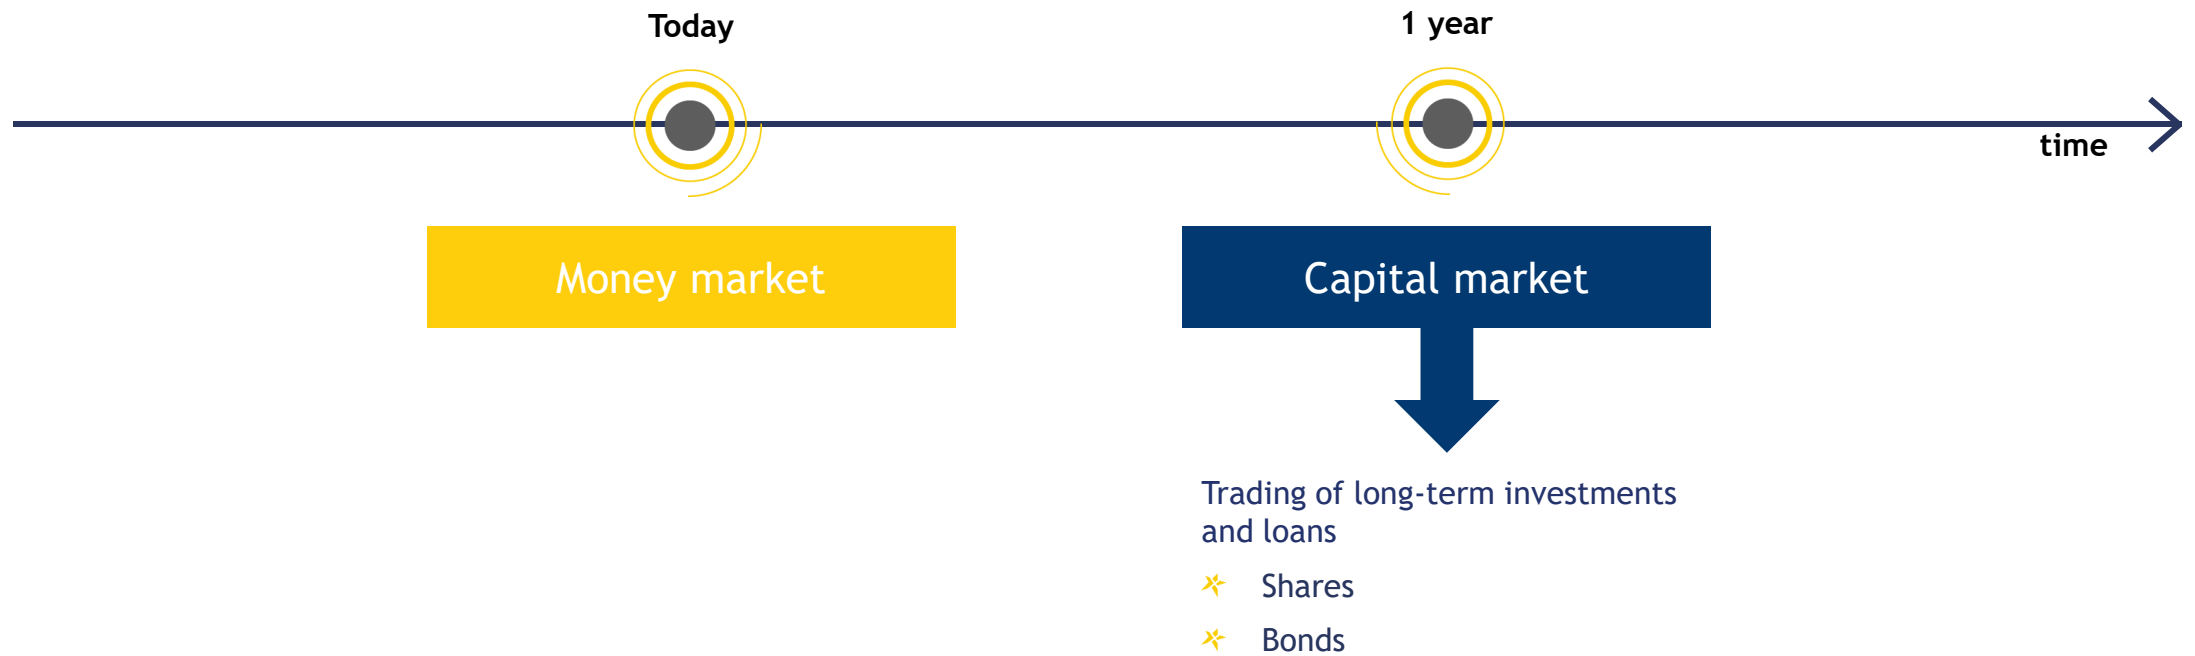 Today
1 year
time
Money market
Capital market
Trading of long-term investments
and loans
Shares
Bonds